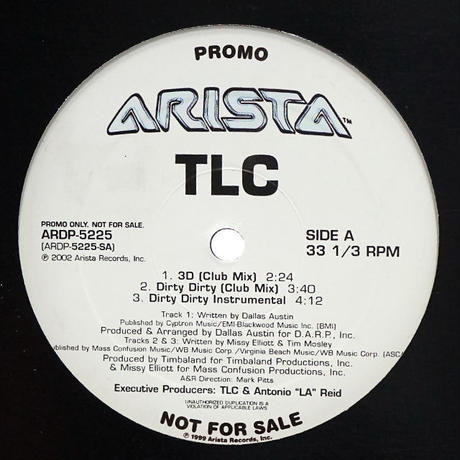 PROMO
ARISTA™
TLC
PROMO ONLY. NOT FOR SALE.
ARDP-5225
(ARDP-5225-SA)
℗ 2002 Arista Records, Inc.
SIDE A
33 1/3 RPM
1. 3D (Club Mix) 2:24
2. Dirty Dirty (Club Mix) 3:40
3. Dirty Dirty Instrumental 4:12
Track 1: Written by Dallas Austin
Published by Cyptron Music/EMI-Blackwood Music Inc. (BMI)
Produced & Arranged by Dallas Austin for D.A.R.P., Inc.
Tracks 2 & 3: Written by Missy Elliott & Tim Mosley
Published by Mass Confusion Music/WB Music Corp. /Virginia Beach Music/WB Music Corp. (ASCA
Produced by Timbaland for Timbaland Productions, Inc.
& Missy Elliott for Mass Confusion Productions, Inc.
A&R Direction: Mark Pitts
Executive Producers: TLC & Antonio "LA" Reid
UNAUTHORIZED DUPLICATION IS A
VIOLATION OF APPLICABLE LAWS.
NOT FOR SALE
℗ 1999 Arista Records, Inc.